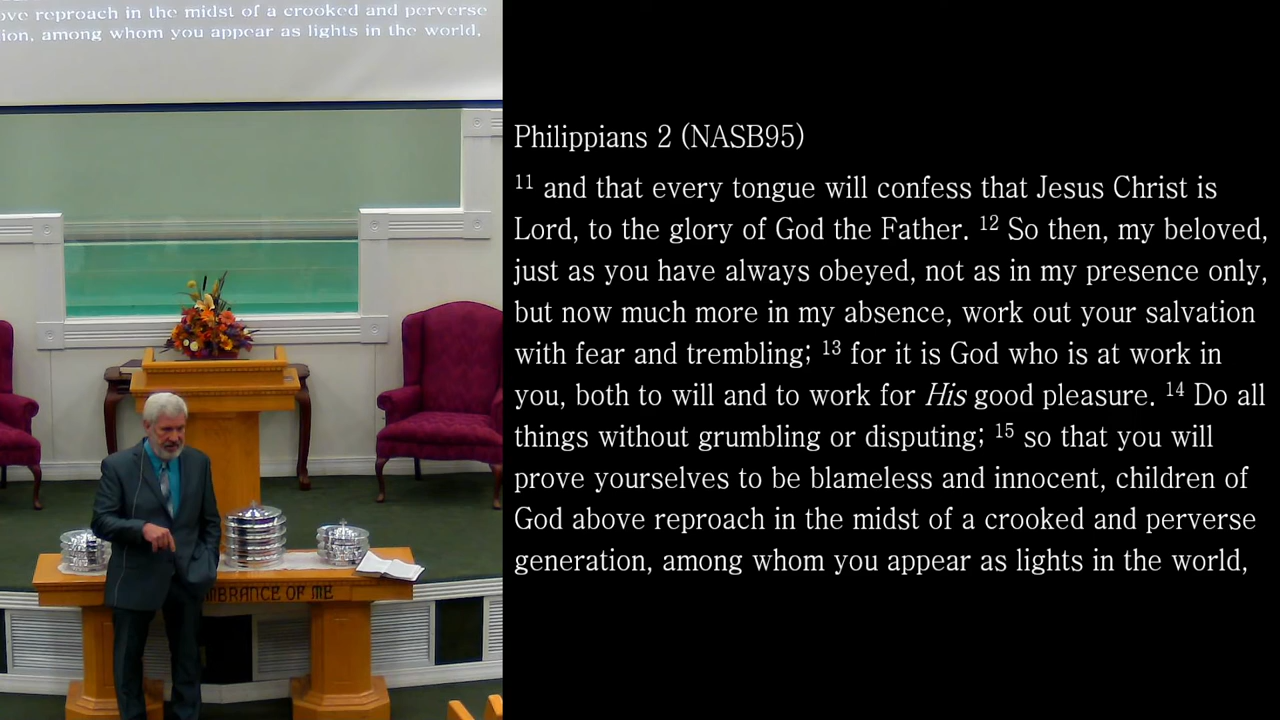 ove reproach in the midst of a crooked and perverse
ion, among whom you appear as lights in the world,
Philippians 2 (NASB95)
11 and that every tongue will confess that Jesus Christ is
Lord, to the glory of God the Father. 12 So then, my beloved,
just as you have always obeyed, not as in my presence only,
but now much more in my absence, work out your salvation
with fear and trembling; 13 for it is God who is at work in
you, both to will and to work for His good pleasure. 14 Do all
things without grumbling or disputing; 15 so that you will
prove yourselves to be blameless and innocent, children of
God above reproach in the midst of a crooked and perverse
generation, among whom you appear as lights in the world,
MBRANCE OF ME